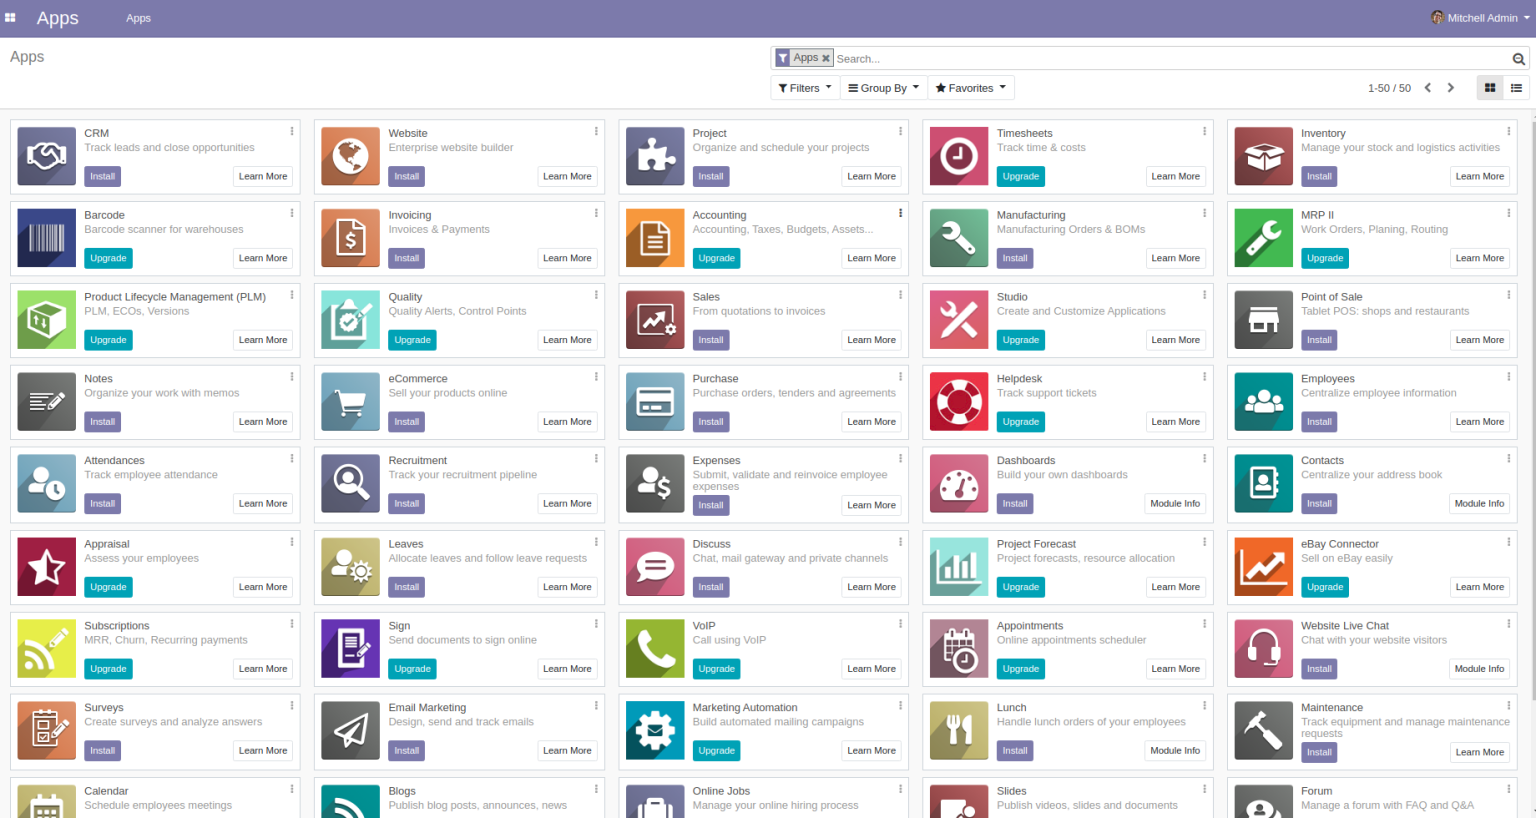 Apps
Apps
Mitchell Admin
Apps
Apps
Search...
Filters
Group By
Favorites
1-50 / 50
CRM
Track leads and close opportunities
Install
Learn More
Website
Enterprise website builder
Install
Learn More
Project
Organize and schedule your projects
Install
Learn More
Timesheets
Track time & costs
Upgrade
Learn More
Inventory
Manage your stock and logistics activities
Install
Learn More
Barcode
Barcode scanner for warehouses
Upgrade
Learn More
Invoicing
Invoices & Payments
Install
Learn More
Accounting
Accounting, Taxes, Budgets, Assets...
Upgrade
Learn More
Manufacturing
Manufacturing Orders & BOMs
Install
Learn More
MRP II
Work Orders, Planing, Routing
Upgrade
Learn More
Product Lifecycle Management (PLM)
PLM, ECOs, Versions
Upgrade
Learn More
Quality
Quality Alerts, Control Points
Upgrade
Learn More
Sales
From quotations to invoices
Install
Learn More
Studio
Create and Customize Applications
Upgrade
Learn More
Point of Sale
Tablet POS: shops and restaurants
Install
Learn More
Notes
Organize your work with memos
Install
Learn More
eCommerce
Sell your products online
Install
Learn More
Purchase
Purchase orders, tenders and agreements
Install
Learn More
Helpdesk
Track support tickets
Upgrade
Learn More
Employees
Centralize employee information
Install
Learn More
Attendances
Track employee attendance
Install
Learn More
Recruitment
Track your recruitment pipeline
Install
Learn More
Expenses
Submit, validate and reinvoice employee
expenses
Install
Learn More
Dashboards
Build your own dashboards
Install
Module Info
Contacts
Centralize your address book
Install
Module Info
Appraisal
Assess your employees
Upgrade
Learn More
Leaves
Allocate leaves and follow leave requests
Install
Learn More
Discuss
Chat, mail gateway and private channels
Install
Learn More
Project Forecast
Project forecasts, resource allocation
Upgrade
Learn More
eBay Connector
Sell on eBay easily
Upgrade
Learn More
Subscriptions
MRR, Churn, Recurring payments
Upgrade
Learn More
Sign
Send documents to sign online
Upgrade
Learn More
VoIP
Call using VoIP
Upgrade
Learn More
Appointments
Online appointments scheduler
Upgrade
Learn More
Website Live Chat
Chat with your website visitors
Install
Module Info
Surveys
Create surveys and analyze answers
Install
Learn More
Email Marketing
Design, send and track emails
Install
Learn More
Marketing Automation
Build automated mailing campaigns
Upgrade
Learn More
Lunch
Handle lunch orders of your employees
Install
Module Info
Maintenance
Track equipment and manage maintenance
requests
Install
Learn More
Calendar
Schedule employees meetings
Blogs
Publish blog posts, announces, news
Online Jobs
Manage your online hiring process
Slides
Publish videos, slides and documents
Forum
Manage a forum with FAQ and Q&A